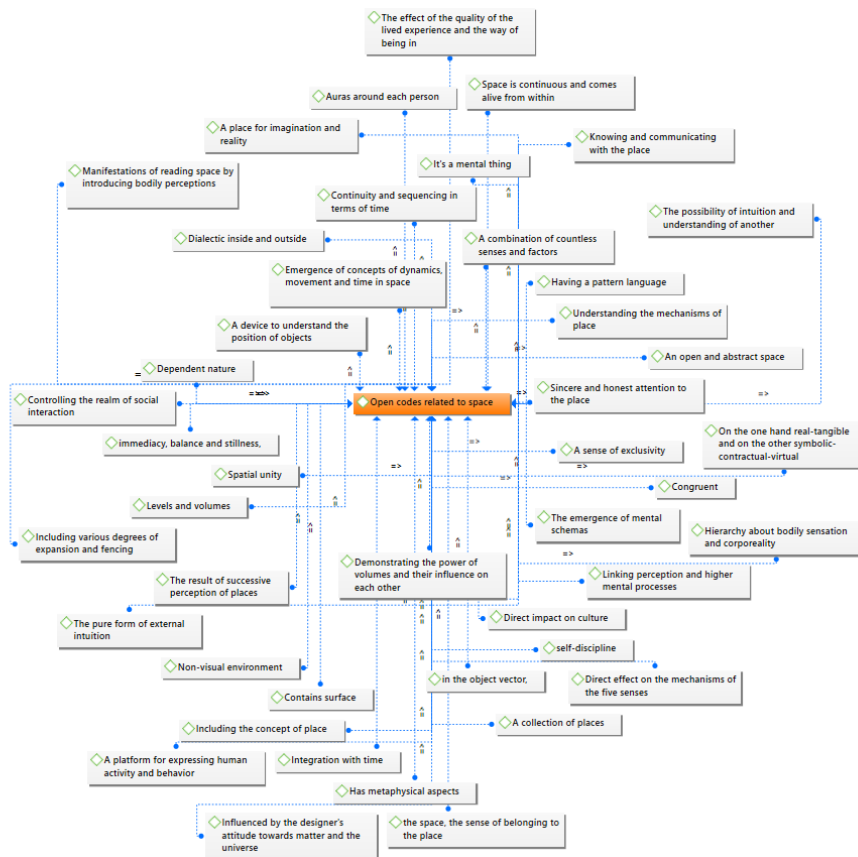 The effect of the quality of the
lived experience and the way of
being in
Auras around each person
Space is continuous and comes
alive from within
A place for imagination and
reality
Knowing and communicating
with the place
Manifestations of reading space by
introducing bodily perceptions
It's a mental thing
Continuity and sequencing in
terms of time
The possibility of intuition and
understanding of another
Dialectic inside and outside
A combination of countless
senses and factors
Emergence of concepts of dynamics,
movement and time in space
Having a pattern language
Understanding the mechanisms of
place
A device to understand the
position of objects
An open and abstract space
Dependent nature
Controlling the realm of social
interaction
Open codes related to space
Sincere and honest attention to
the place
immediacy, balance and stillness,
A sense of exclusivity
On the one hand real-tangible
and on the other symbolic-
contractual-virtual
Spatial unity
Congruent
Levels and volumes
The emergence of mental
schemas
Including various degrees of
expansion and fencing
Hierarchy about bodily sensation
and corporeality
Demonstrating the power of
volumes and their influence on
each other
The result of successive
perception of places
Linking perception and higher
mental processes
The pure form of external
intuition
Direct impact on culture
self-discipline
Non-visual environment
Contains surface
in the object vector,
Direct effect on the mechanisms of
the five senses
Including the concept of place
A collection of places
A platform for expressing human
activity and behavior
Integration with time
Has metaphysical aspects
Influenced by the designer's
attitude towards matter and the
universe
the space, the sense of belonging to
the place